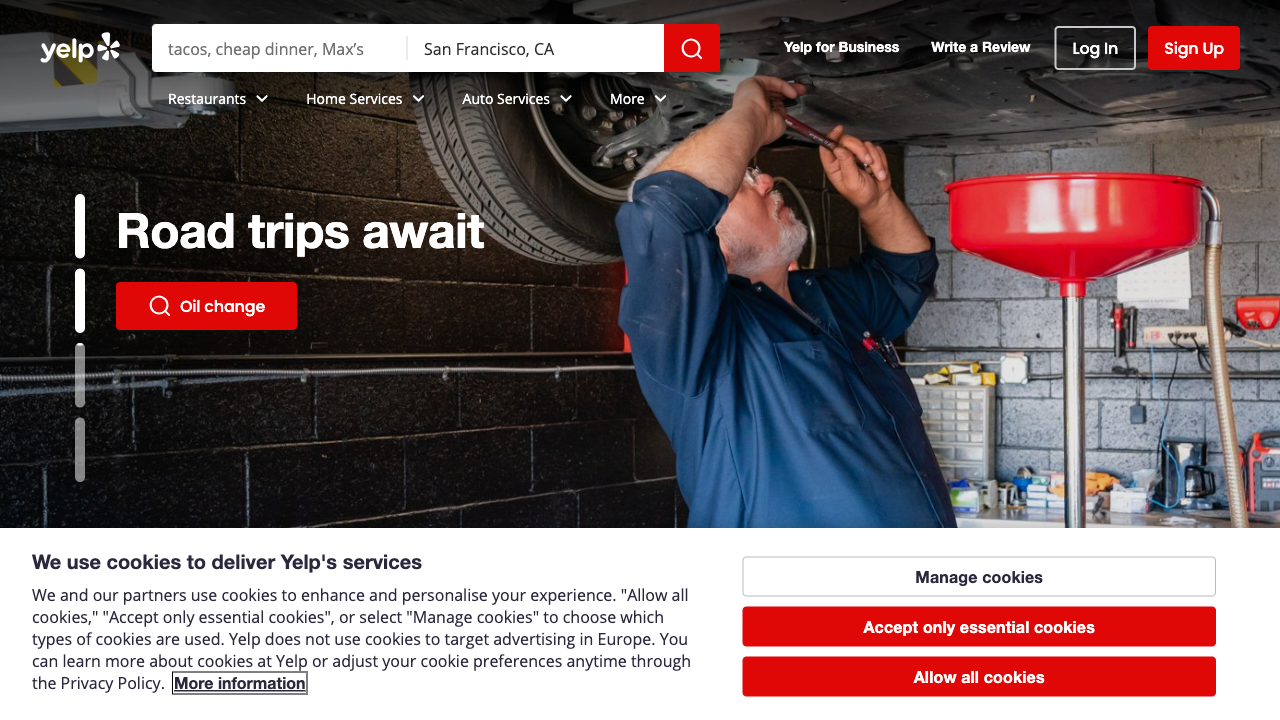 yelp
tacos, cheap dinner, Max's
San Francisco, CA
Yelp for Business
Write a Review
Log In
Sign Up
Restaurants
Home Services
Auto Services
More
Road trips await
Oil change
We use cookies to deliver Yelp's services
We and our partners use cookies to enhance and personalise your experience. "Allow all
cookies," "Accept only essential cookies", or select "Manage cookies" to choose which
types of cookies are used. Yelp does not use cookies to target advertising in Europe. You
can learn more about cookies at Yelp or adjust your cookie preferences anytime through
the Privacy Policy. More information
Manage cookies
Accept only essential cookies
Allow all cookies